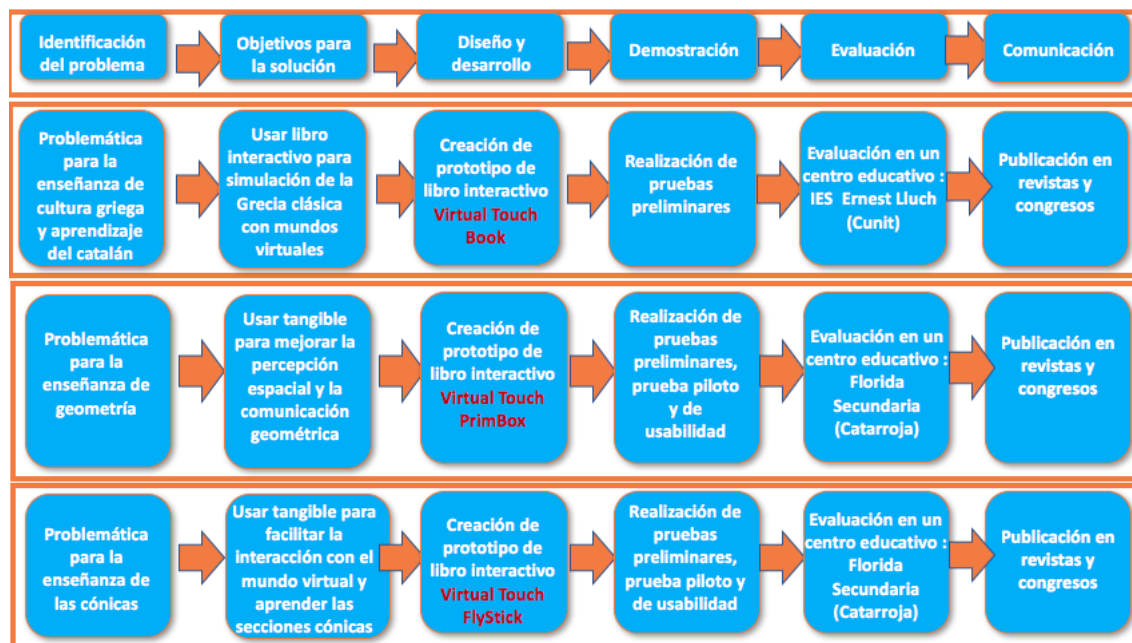 Identificación
del problema
Objetivos para
la solución
Diseño y
desarrollo
Demostración
Evaluación
Comunicación
Problemática
para la
enseñanza de
cultura griega
y aprendizaje
del catalán
Usar libro
interactivo para
simulación de la
Grecia clásica
con mundos
virtuales
Creación de
prototipo de
libro interactivo
Virtual Touch
Book
Realización de
pruebas
preliminares
Evaluación en un
centro educativo :
IES Ernest Lluch
(Cunit)
Publicación en
revistas y
congresos
Problemática
para la
enseñanza de
geometría
Usar tangible
para mejorar la
percepción
espacial y la
comunicación
geométrica
Creación de
prototipo de
libro interactivo
Virtual Touch
PrimBox
Realización de
pruebas
preliminares,
prueba piloto
y de
usabilidad
Evaluación en un
centro educativo :
Florida
Secundaria
(Catarroja)
Publicación en
revistas y
congresos
Problemática
para la
enseñanza de
las cónicas
Usar tangible para
facilitar la
interacción con el
mundo virtual y
aprender las
secciones cónicas
Creación de
prototipo de
libro interactivo
Virtual Touch
FlyStick
Realización de
pruebas
preliminares,
prueba piloto y
de usabilidad
Evaluación en un
centro educativo :
Florida
Secundaria
(Catarroja)
Publicación en
revistas y
congresos